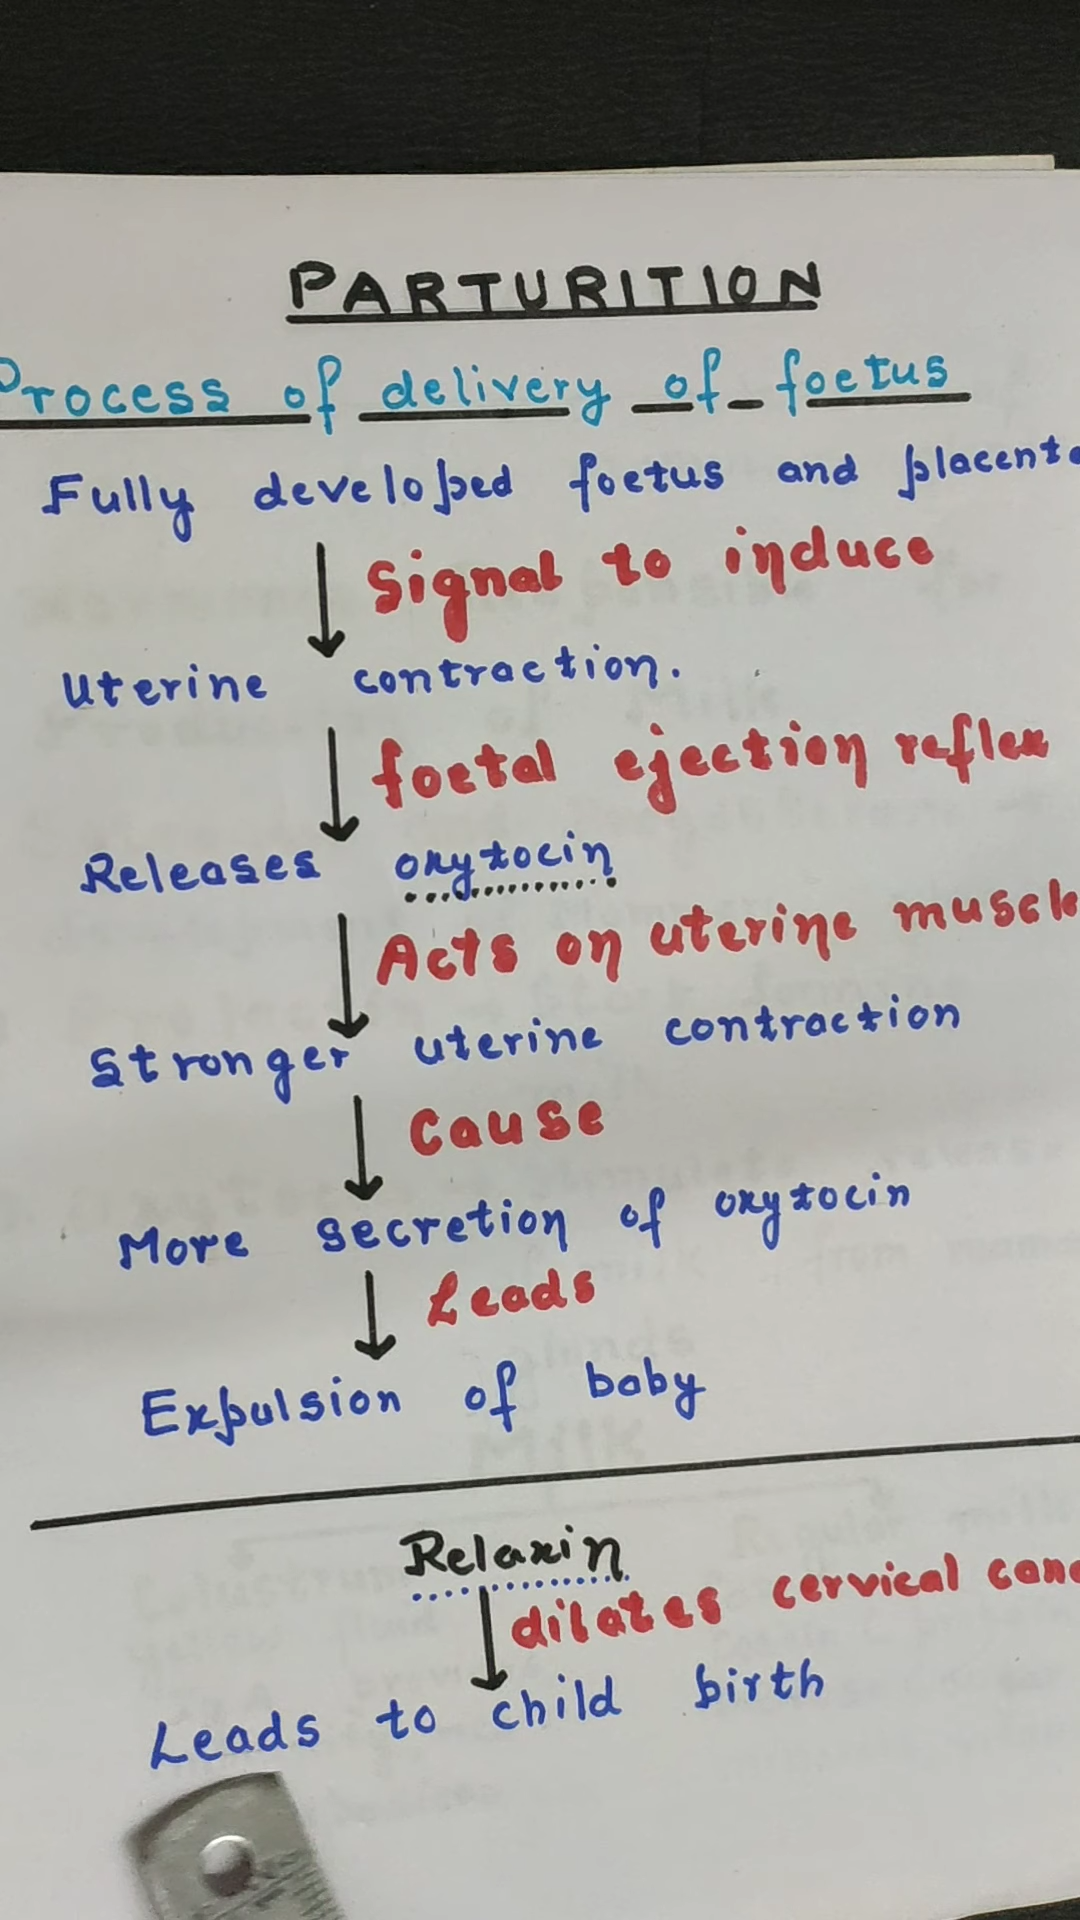 PARTURITION
Process of delivery of foetus
Fully developed foetus and placenta
Signal to induce
Uterine contraction.
foetal ejection reflex
Releases oxytocin
Acts on uterine muscle
Stronger uterine contraction
Cause
More secretion of oxytocin
Leads
Expulsion of baby
Relaxin
dilates cervical
Leads to child birth